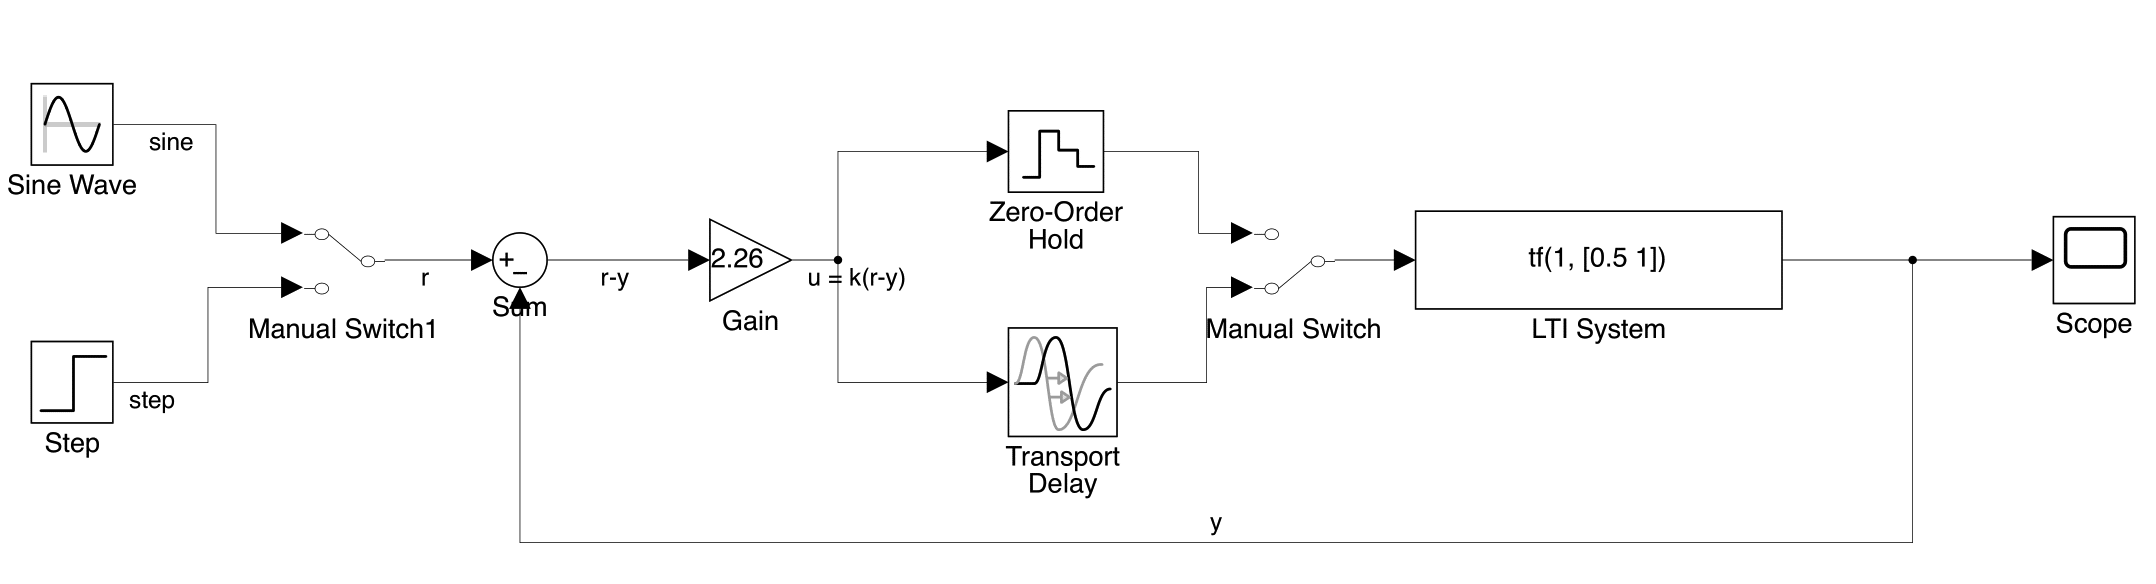 sine
Sine Wave
step
Step
Manual Switch1
r
+
−
Sum
r-y
2.26
Gain
u = k(r-y)
Zero-Order
Hold
Transport
Delay
Manual Switch
tf(1, [0.5 1])
LTI System
Scope
y